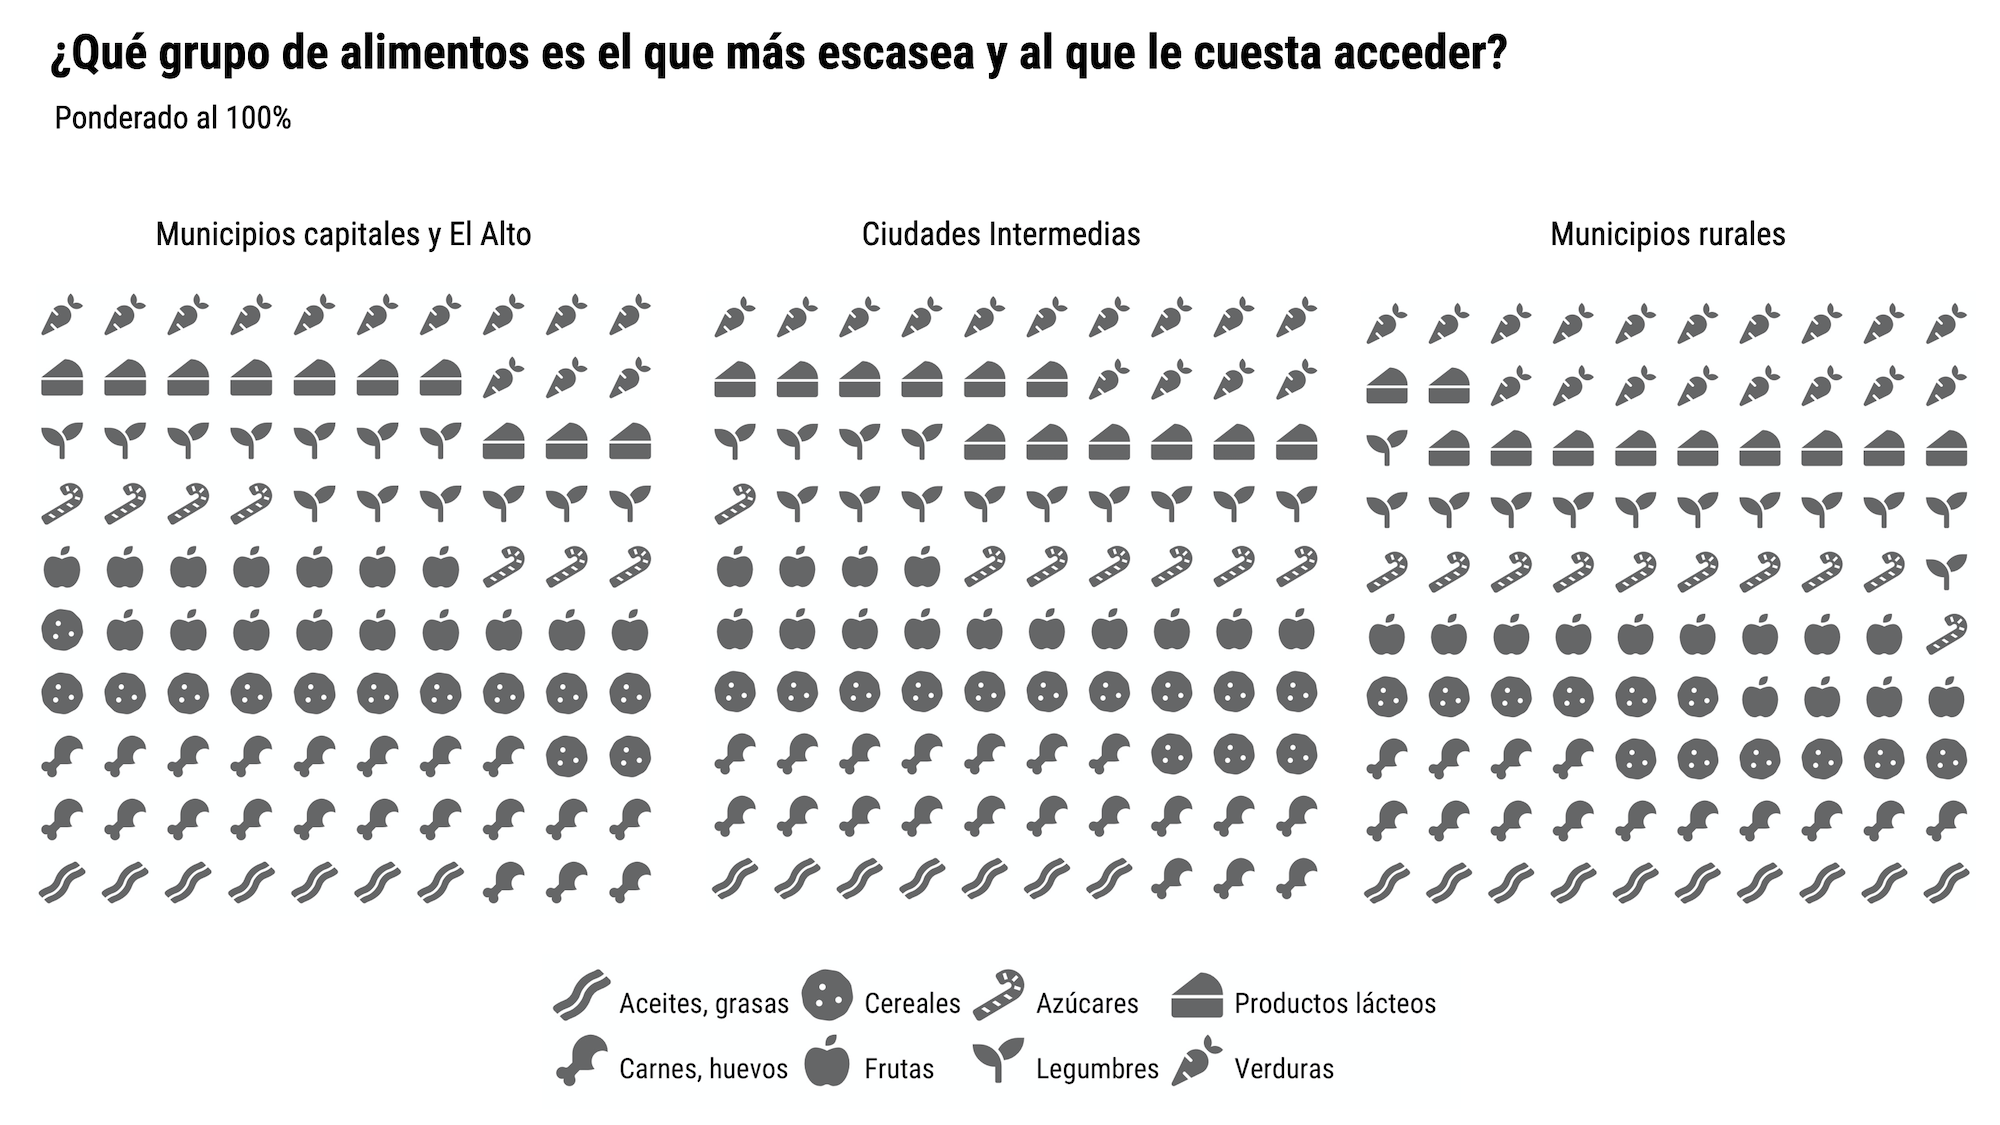 ¿Qué grupo de alimentos es el que más escasea y al que le cuesta acceder?
Ponderado al 100%
Municipios capitales y El Alto
Ciudades Intermedias
Municipios rurales
Aceites, grasas
Cereales
Azúcares
Productos lácteos
Carnes, huevos
Frutas
Legumbres
Verduras